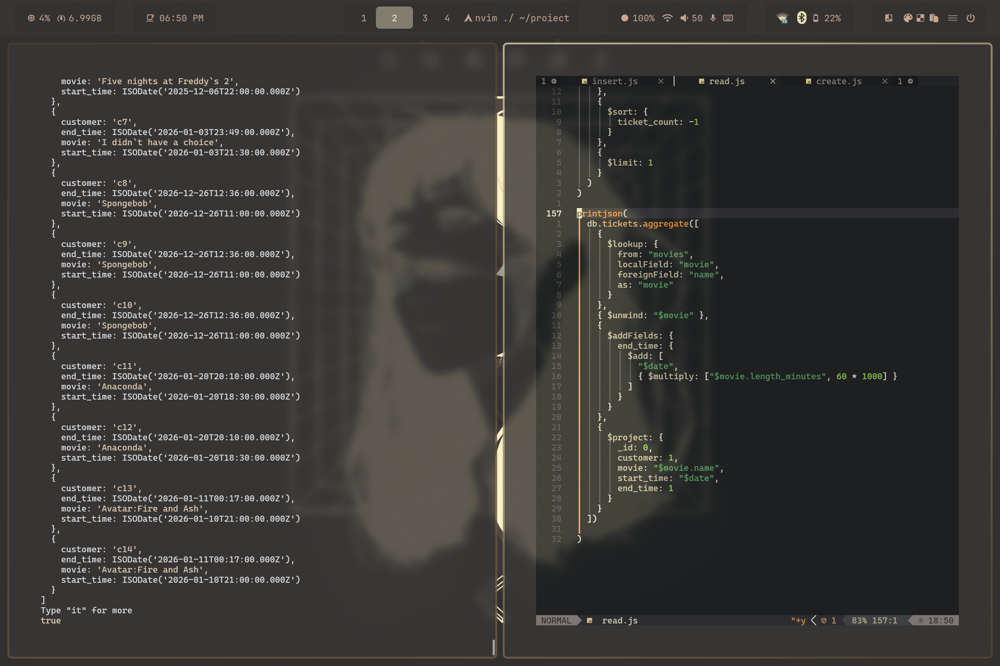 4% 6.99GB 06:50 PM 1 2 3 4 nvim ./ ~/proiect 100% 50 75 22%
movie: 'Five nights at Freddy`s 2',
start_time: ISODate('2025-12-06T22:00:00.000Z')
},
{
customer: 'c7',
end_time: ISODate('2026-01-03T23:49:00.000Z'),
movie: 'I didn`t have a choice',
start_time: ISODate('2026-01-03T21:30:00.000Z')
},
{
customer: 'c8',
end_time: ISODate('2026-12-26T12:36:00.000Z'),
movie: 'Spongebob',
start_time: ISODate('2026-12-26T11:00:00.000Z')
},
{
customer: 'c9',
end_time: ISODate('2026-12-26T12:36:00.000Z'),
movie: 'Spongebob',
start_time: ISODate('2026-12-26T11:00:00.000Z')
},
{
customer: 'c10',
end_time: ISODate('2026-12-26T12:36:00.000Z'),
movie: 'Spongebob',
start_time: ISODate('2026-12-26T11:00:00.000Z')
},
{
customer: 'c11',
end_time: ISODate('2026-01-20T20:10:00.000Z'),
movie: 'Anaconda',
start_time: ISODate('2026-01-20T18:30:00.000Z')
},
{
customer: 'c12',
end_time: ISODate('2026-01-20T20:10:00.000Z'),
movie: 'Anaconda',
start_time: ISODate('2026-01-20T18:30:00.000Z')
},
{
customer: 'c13',
end_time: ISODate('2026-01-11T00:17:00.000Z'),
movie: 'Avatar:Fire and Ash',
start_time: ISODate('2026-01-10T21:00:00.000Z')
},
{
customer: 'c14',
end_time: ISODate('2026-01-11T00:17:00.000Z'),
movie: 'Avatar:Fire and Ash',
start_time: ISODate('2026-01-10T21:00:00.000Z')
}
]
Type "it" for more
true
1 JS insert.js × JS read.js × JS create.js × 1
12 },
11 {
10 $sort: {
9 ticket_count: -1
8 }
7 },
6 {
5 $limit: 1
4 }
3 )
2 )
1
157 printjson(
1 db.tickets.aggregate([
2 {
3 $lookup: {
4 from: "movies",
5 localField: "movie",
6 foreignField: "name",
7 as: "movie"
8 }
9 },
10 { $unwind: "$movie" },
11 {
12 $addFields: {
13 end_time: {
14 $add: [
15 "$date",
16 { $multiply: ["$movie.length_minutes", 60 * 1000] }
17 ]
18 }
19 }
20 },
21 {
22 $project: {
23 _id: 0,
24 customer: 1,
25 movie: "$movie.name",
26 start_time: "$date",
27 end_time: 1
28 }
29 }
30 ])
31
32 )
NORMAL JS read.js "+y 1 83% 157:1 18:50